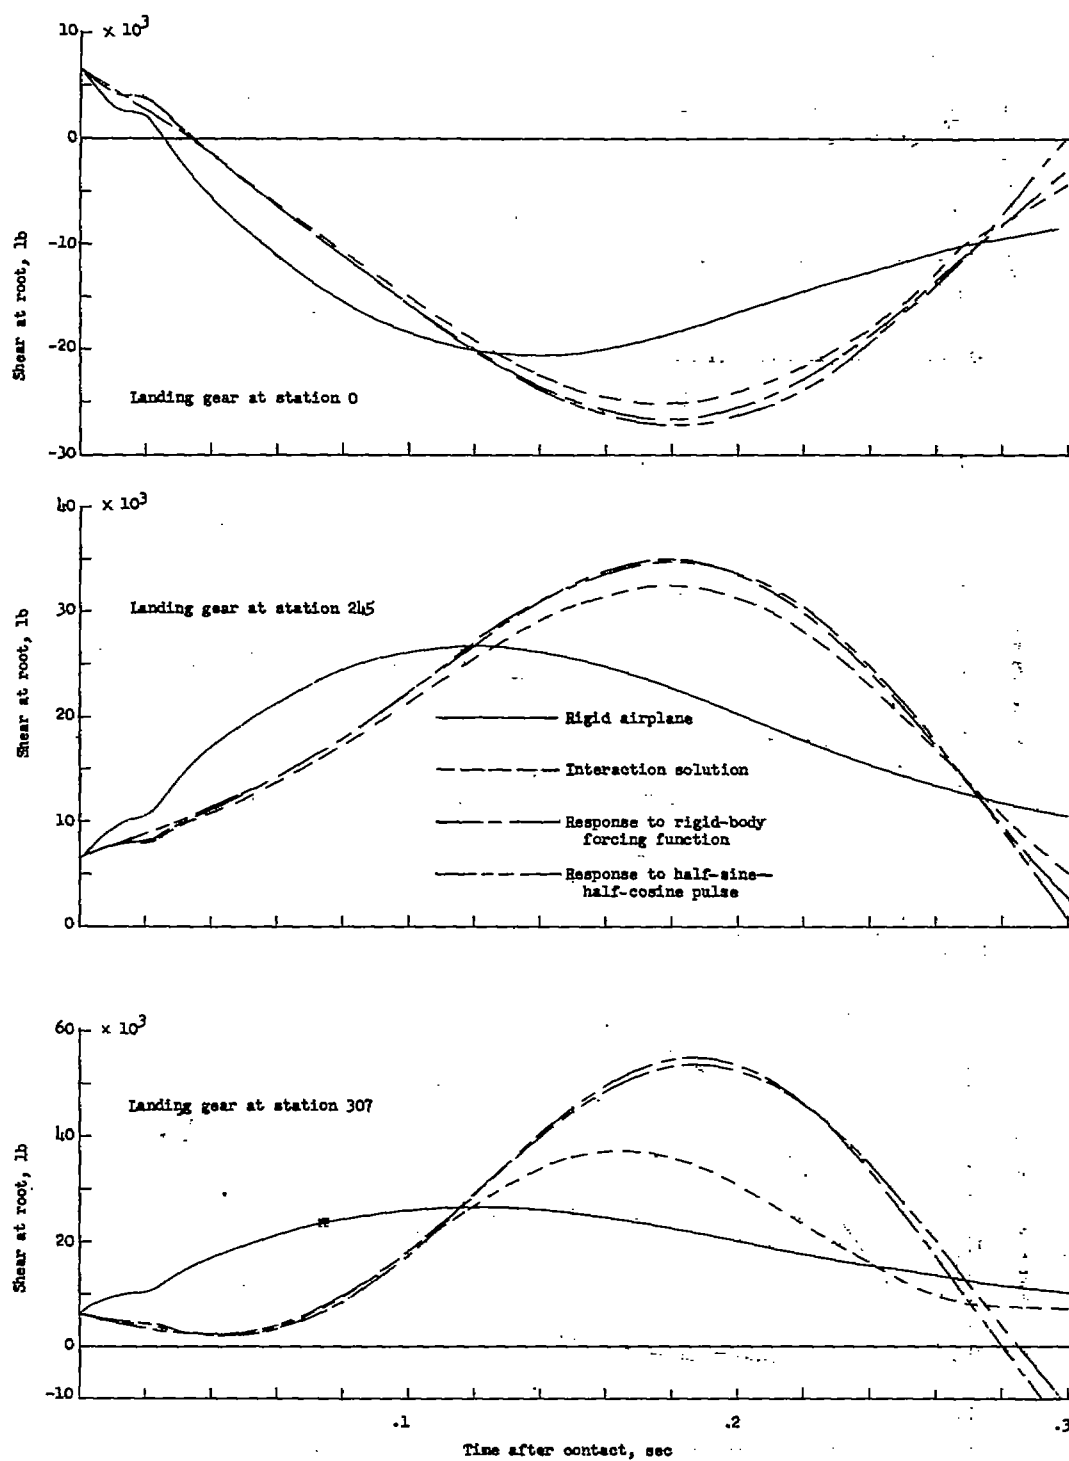 10 × 10³
0
-10
-20
-30
Shear at root, lb
Landing gear at station 0
40 × 10³
30
20
10
0
Shear at root, lb
Landing gear at station 245
Rigid airplane
Interaction solution
Response to rigid-body
forcing function
Response to half-sine—
half-cosine pulse
60 × 10³
40
20
0
-10
Shear at root, lb
Landing gear at station 307
.1 .2 .3
Time after contact, sec